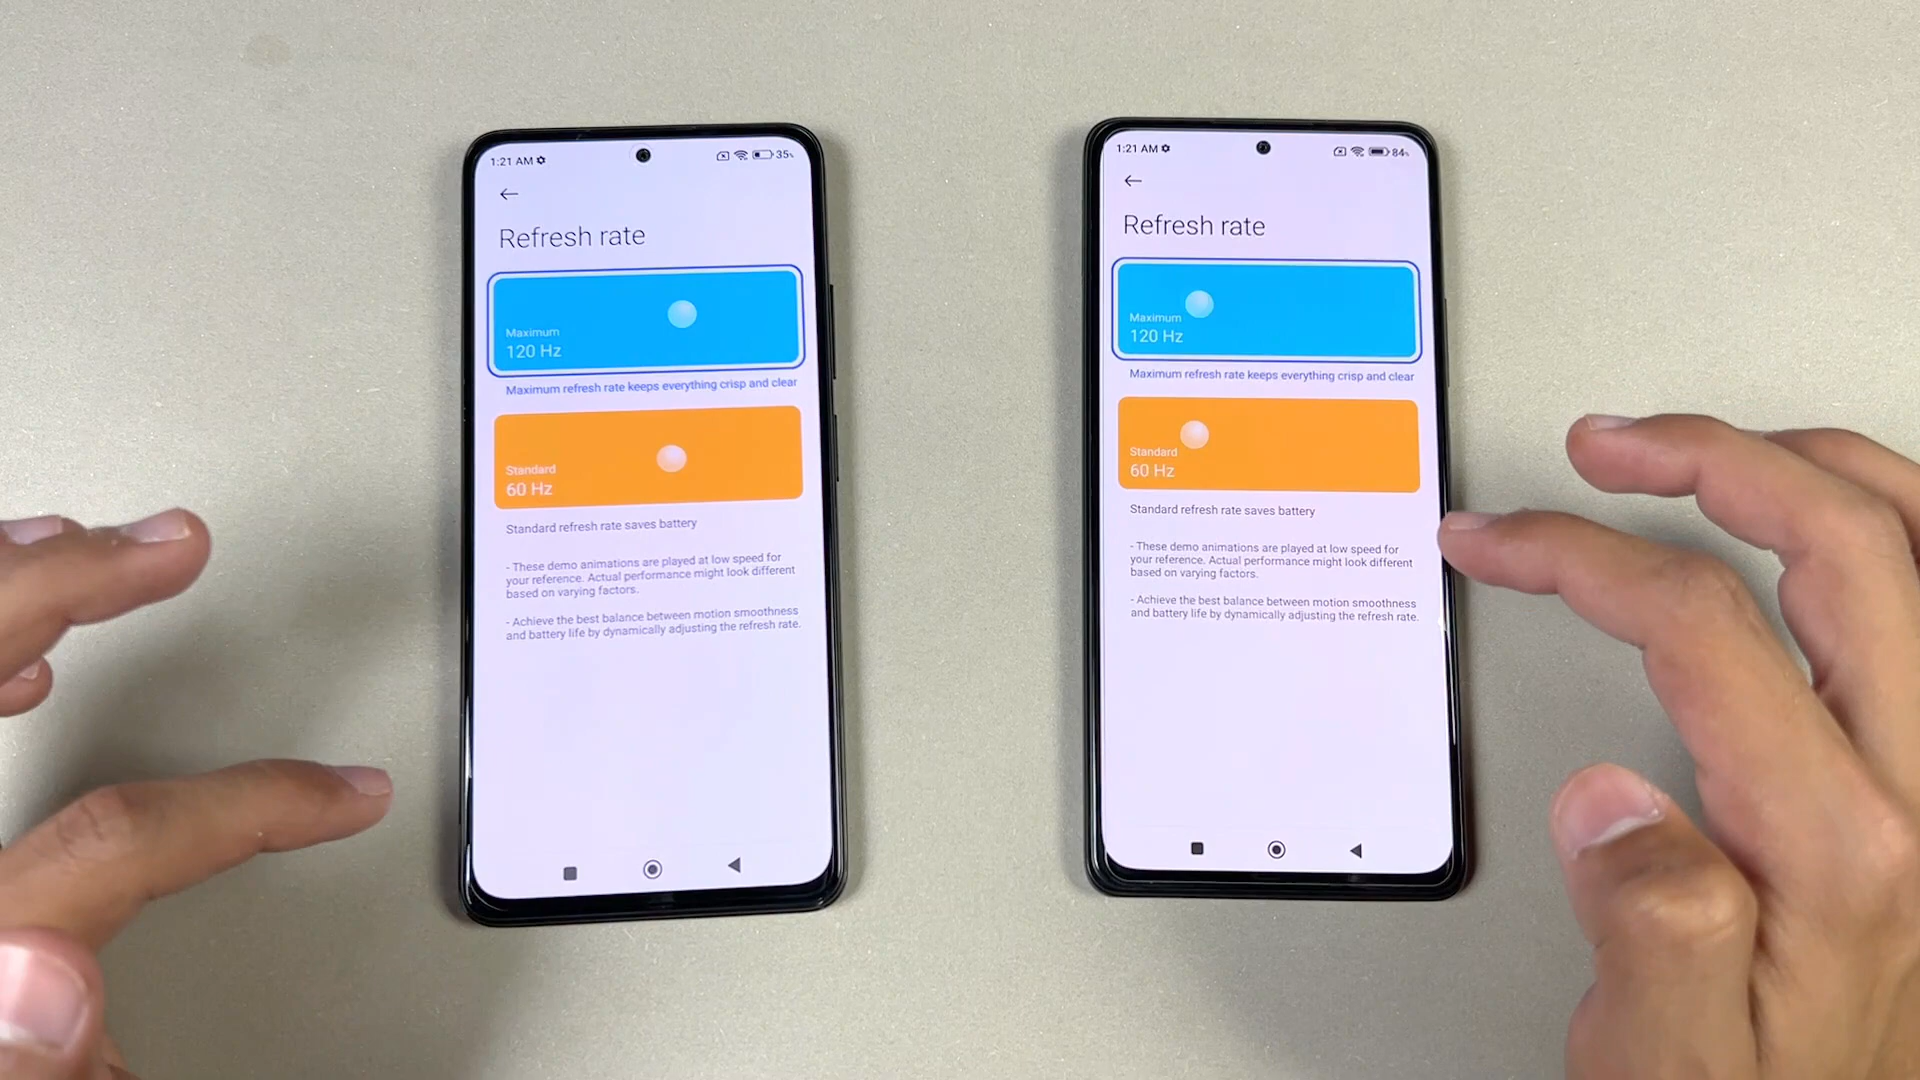 1:21 AM
35%
Refresh rate
Maximum
120 Hz
Maximum refresh rate keeps everything crisp and clear
Standard
60 Hz
Standard refresh rate saves battery
- These demo animations are played at low speed for
your reference. Actual performance might look different
based on varying factors.
- Achieve the best balance between motion smoothness
and battery life by dynamically adjusting the refresh rate.
1:21 AM
84%
Refresh rate
Maximum
120 Hz
Maximum refresh rate keeps everything crisp and clear
Standard
60 Hz
Standard refresh rate saves battery
- These demo animations are played at low speed for
your reference. Actual performance might look different
based on varying factors.
- Achieve the best balance between motion smoothness
and battery life by dynamically adjusting the refresh rate.